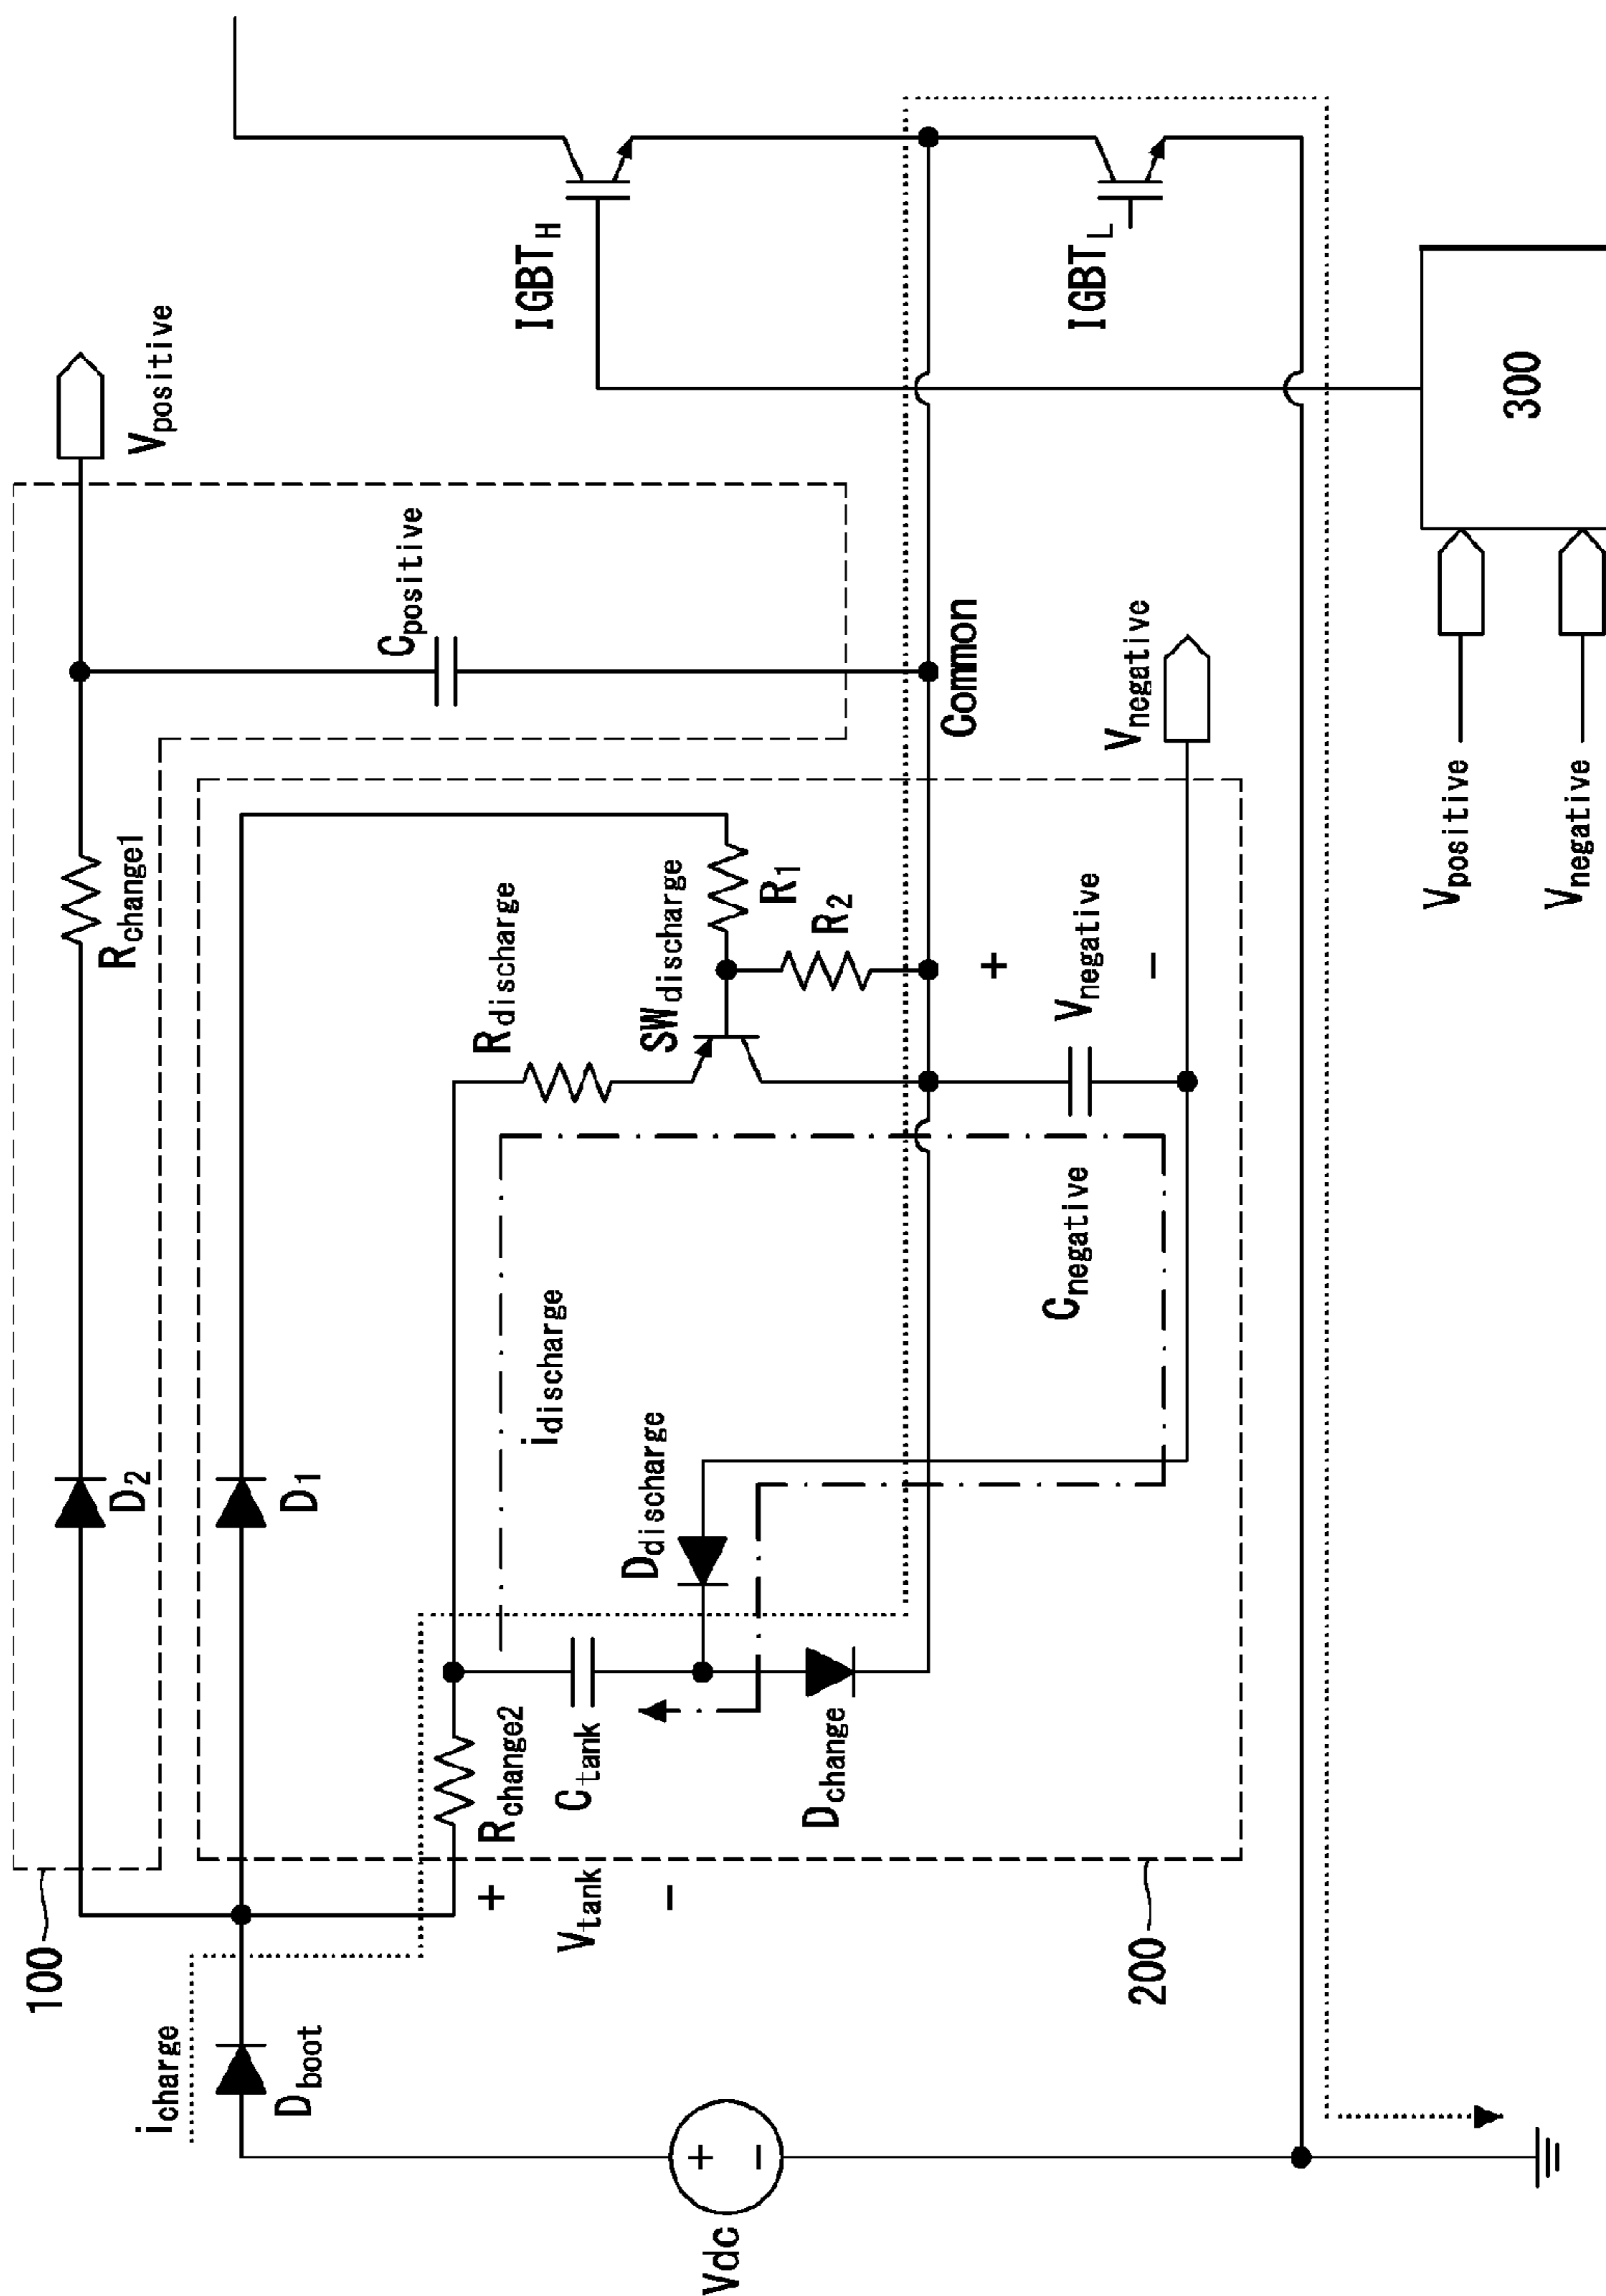 100
icharge
Dboot
Vdc
+
-
D2
D1
Rchange1
Vpositive
Cpositive
+
Vtank
-
Rchange2
Ctank
Dchange
Ddischarge
idischarge
Rdischarge
SWdischarge
R1
R2
Common
+
Vnegative
-
Cnegative
Vnegative
200
IGBTH
IGBTL
Vpositive
Vnegative
300